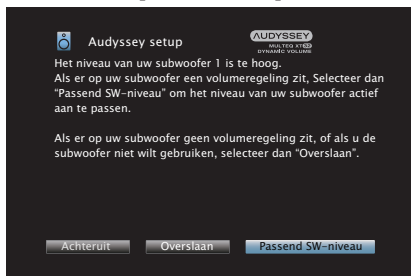 Audyssey setup
AUDYSSEY
MULTEQ XT32
DYNAMIC VOLUME
Het niveau van uw subwoofer 1 is te hoog.
Als er op uw subwoofer een volumeregeling zit, Selecteer dan
“Passend SW-niveau” om het niveau van uw subwoofer actief
aan te passen.
Als er op uw subwoofer geen volumeregeling zit, of als u de
subwoofer niet wilt gebruiken, selecteer dan “Overslaan”.
Achteruit
Overslaan
Passend SW-niveau